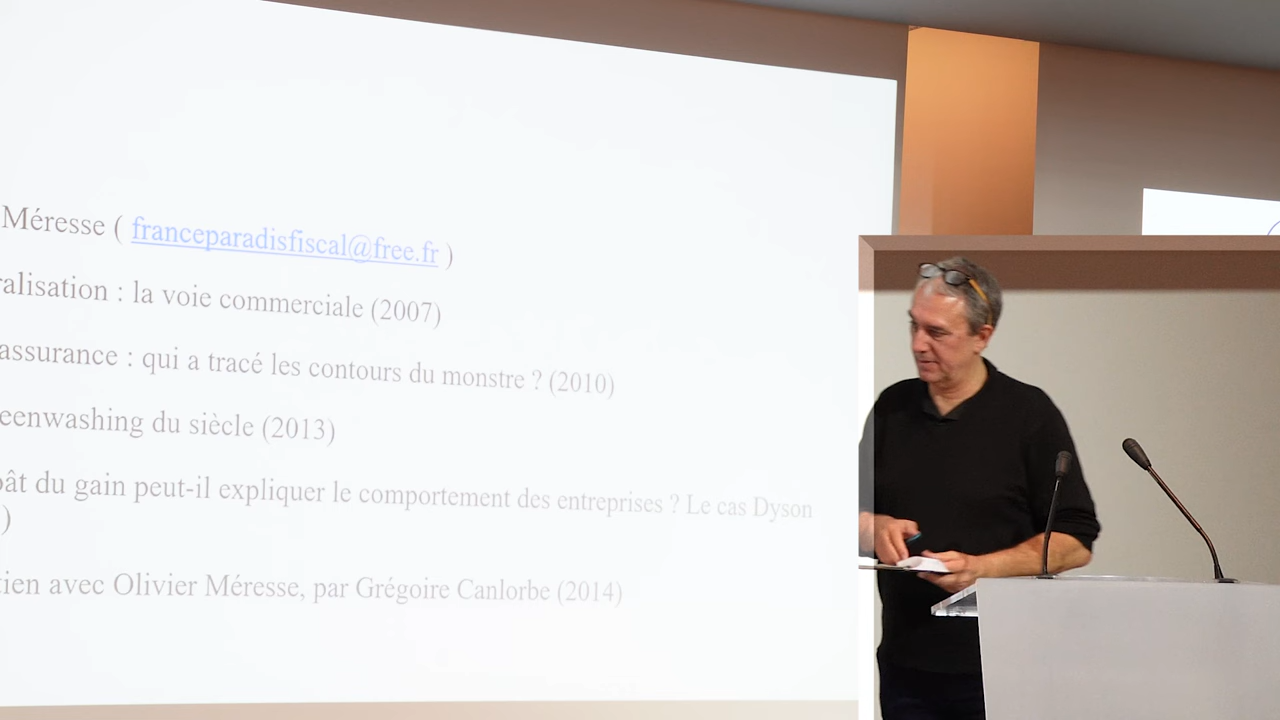 Méresse ( franceparadisfiscal@free.fr )
ralisation : la voie commerciale (2007)
assurance : qui a tracé les contours du monstre ? (2010)
eenwashing du siècle (2013)
pât du gain peut-il expliquer le comportement des entreprises ? Le cas Dyson
)
tien avec Olivier Méresse, par Grégoire Canlorbe (2014)